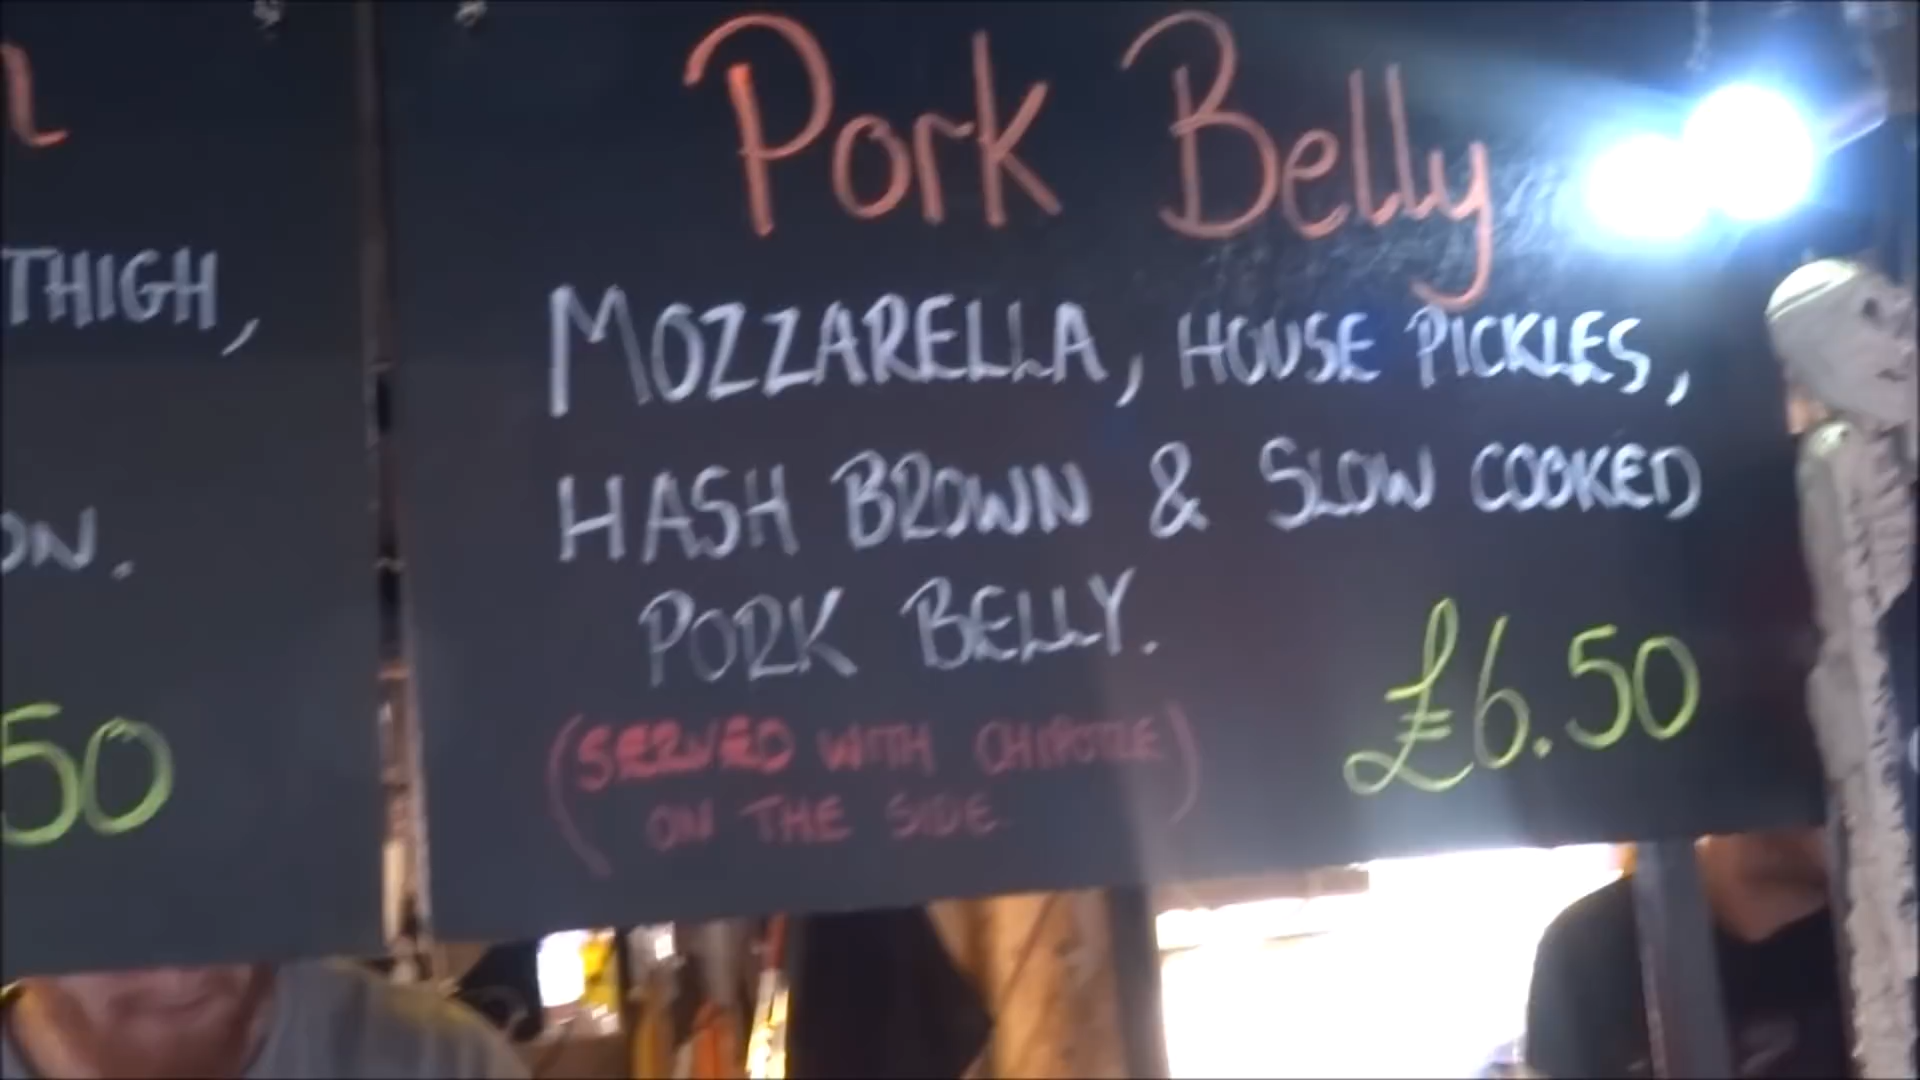 THIGH,
ON.
50
Pork Belly
MOZZARELLA, HOUSE PICKLES,
HASH BROWN & SLOW COOKED
PORK BELLY.
(SERVED WITH CHIPOTLE)
ON THE SIDE.
£6.50